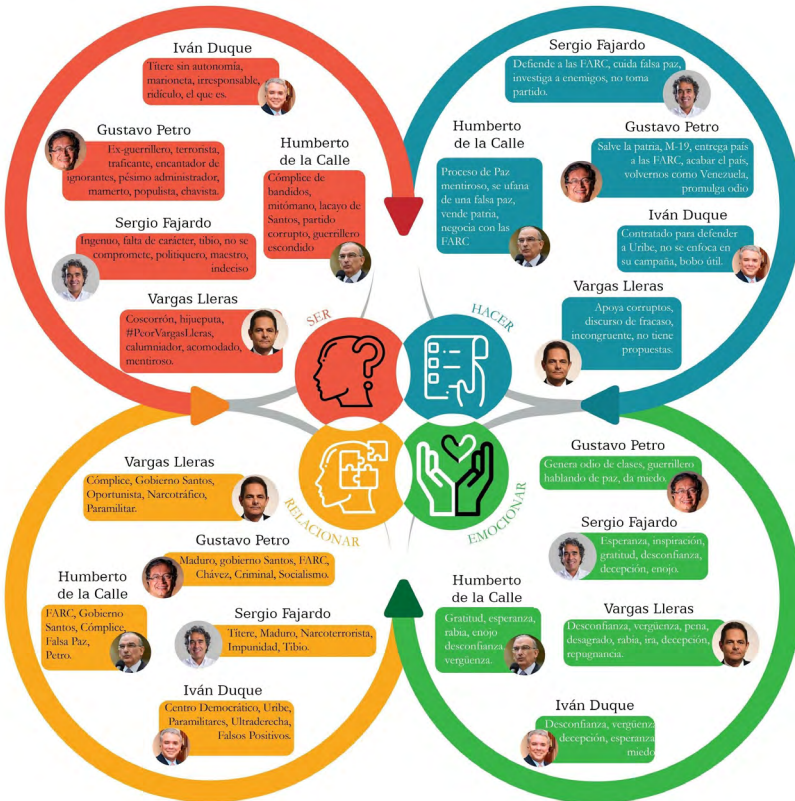 Iván Duque
Títere sin autonomía,
marioneta, irresponsable,
ridículo, el que es.
Gustavo Petro
Ex-guerrillero, terrorista,
traficante, encantador de
ignorantes, pésimo administrador,
mamerto, populista, chavista.
Humberto
de la Calle
Cómplice de
bandidos,
mitómano, lacayo de
Santos, partido
corrupto, guerrillero
escondido
Sergio Fajardo
Ingenuo, falta de carácter, tibio, no se
compromete, politiquero, maestro,
indeciso
Vargas Lleras
Coscorrón, hijueputa,
#PeorVargasLleras,
calumniador, acomodado,
mentiroso.
SER
Sergio Fajardo
Defiende a las FARC, cuida falsa paz,
investiga a enemigos, no toma
partido.
Humberto
de la Calle
Proceso de Paz
mentiroso, se ufana
de una falsa paz,
vende patria,
negocia con las
FARC
Gustavo Petro
Salve la patria, M-19, entrega país
a las FARC, acabar el país,
volvernos como Venezuela,
promulga odio
Iván Duque
Contratado para defender
a Uribe, no se enfoca en
su campaña, bobo útil.
Vargas Lleras
Apoya corruptos,
discurso de fracaso,
incongruente, no tiene
propuestas.
HACER
Vargas Lleras
Cómplice, Gobierno Santos,
Oportunista, Narcotráfico,
Paramilitar.
Gustavo Petro
Maduro, gobierno Santos, FARC,
Chávez, Criminal, Socialismo.
Humberto
de la Calle
FARC, Gobierno
Santos, Cómplice,
Falsa Paz,
Petro.
Sergio Fajardo
Títere, Maduro, Narcoterrorista,
Impunidad, Tibio.
Iván Duque
Centro Democrático, Uribe,
Paramilitares, Ultraderecha,
Falsos Positivos.
RELACIONAR
Gustavo Petro
Genera odio de clases, guerrillero
hablando de paz, da miedo.
Sergio Fajardo
Esperanza, inspiración,
gratitud, desconfianza,
decepción, enojo.
Humberto
de la Calle
Gratitud, esperanza,
rabia, enojo
desconfianza,
vergüenza.
Vargas Lleras
Desconfianza, vergüenza, pena,
desagrado, rabia, ira, decepción,
repugnancia.
Iván Duque
Desconfianza, vergüenza
decepción, esperanza
miedo
EMOCIONAR